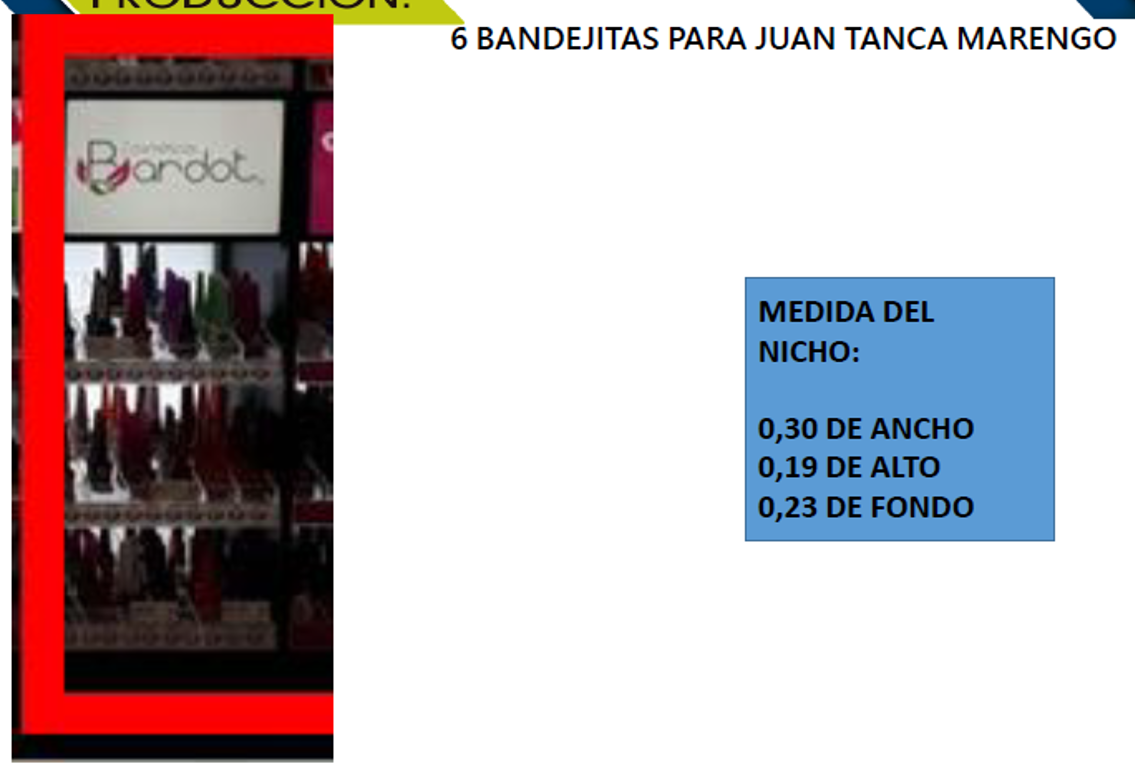 PRODUCCIÓN:
6 BANDEJITAS PARA JUAN TANCA MARENGO
cosméticos
Bardot
MEDIDA DEL
NICHO:
0,30 DE ANCHO
0,19 DE ALTO
0,23 DE FONDO